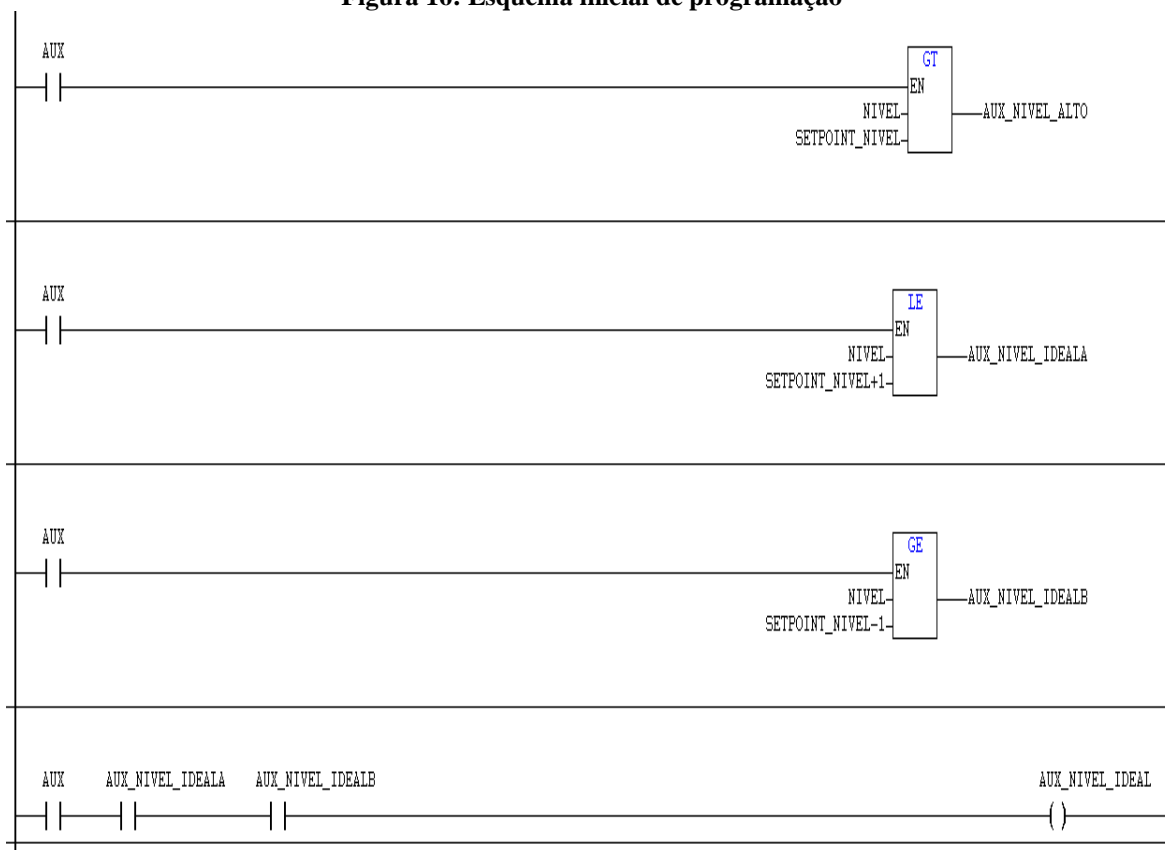 Figura 16: Esquema inicial de programação
AUX
GT
EN
NIVEL
AUX_NIVEL_ALTO
SETPOINT_NIVEL
AUX
LE
EN
NIVEL
AUX_NIVEL_IDEALA
SETPOINT_NIVEL+1
AUX
GE
EN
NIVEL
AUX_NIVEL_IDEALB
SETPOINT_NIVEL-1
AUX AUX_NIVEL_IDEALA AUX_NIVEL_IDEALB AUX_NIVEL_IDEAL